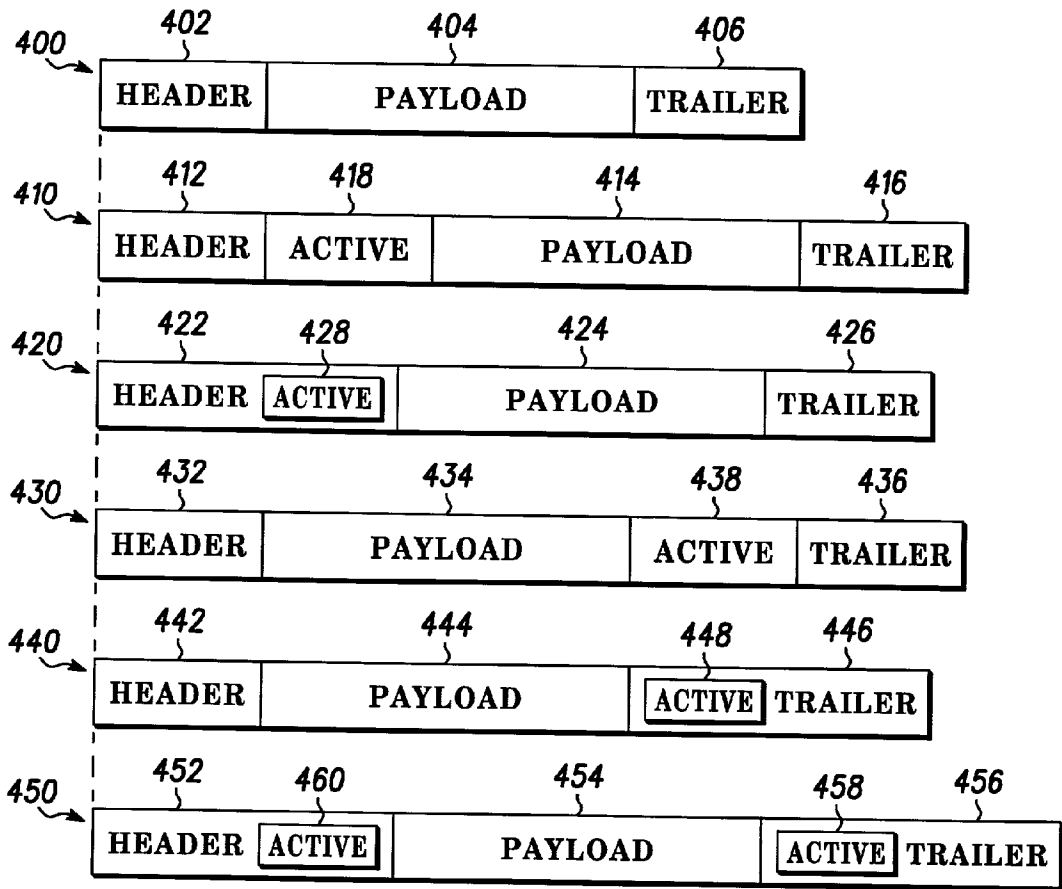 402 404 406
400
HEADER PAYLOAD TRAILER
412 418 414 416
410
HEADER ACTIVE PAYLOAD TRAILER
422 428 424 426
420
HEADER ACTIVE PAYLOAD TRAILER
432 434 438 436
430
HEADER PAYLOAD ACTIVE TRAILER
442 444 448 446
440
HEADER PAYLOAD ACTIVE TRAILER
452 460 454 458 456
450
HEADER ACTIVE PAYLOAD ACTIVE TRAILER